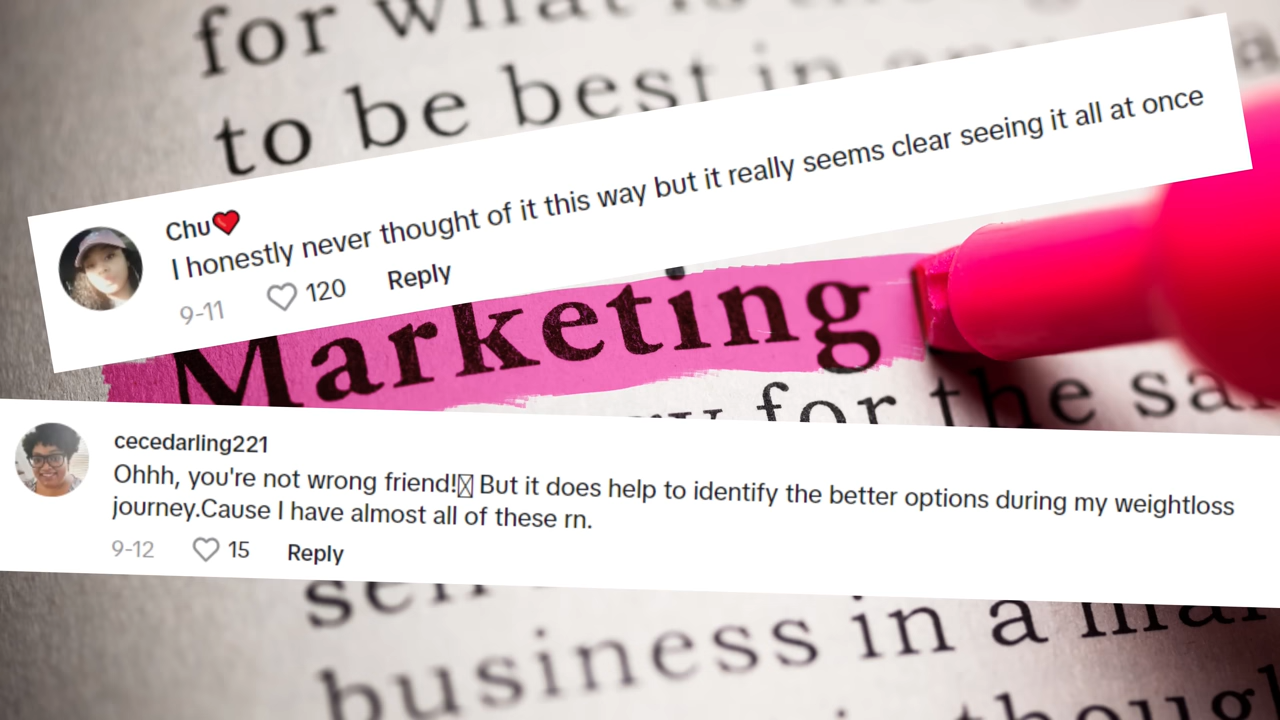 for what is the
to be best in
Chu❤️
I honestly never thought of it this way but it really seems clear seeing it all at once
9-11 120 Reply
Marketing
for the
cecedarling221
Ohhh, you're not wrong friend! But it does help to identify the better options during my weightloss
journey.Cause I have almost all of these rn.
9-12 15 Reply
business in a